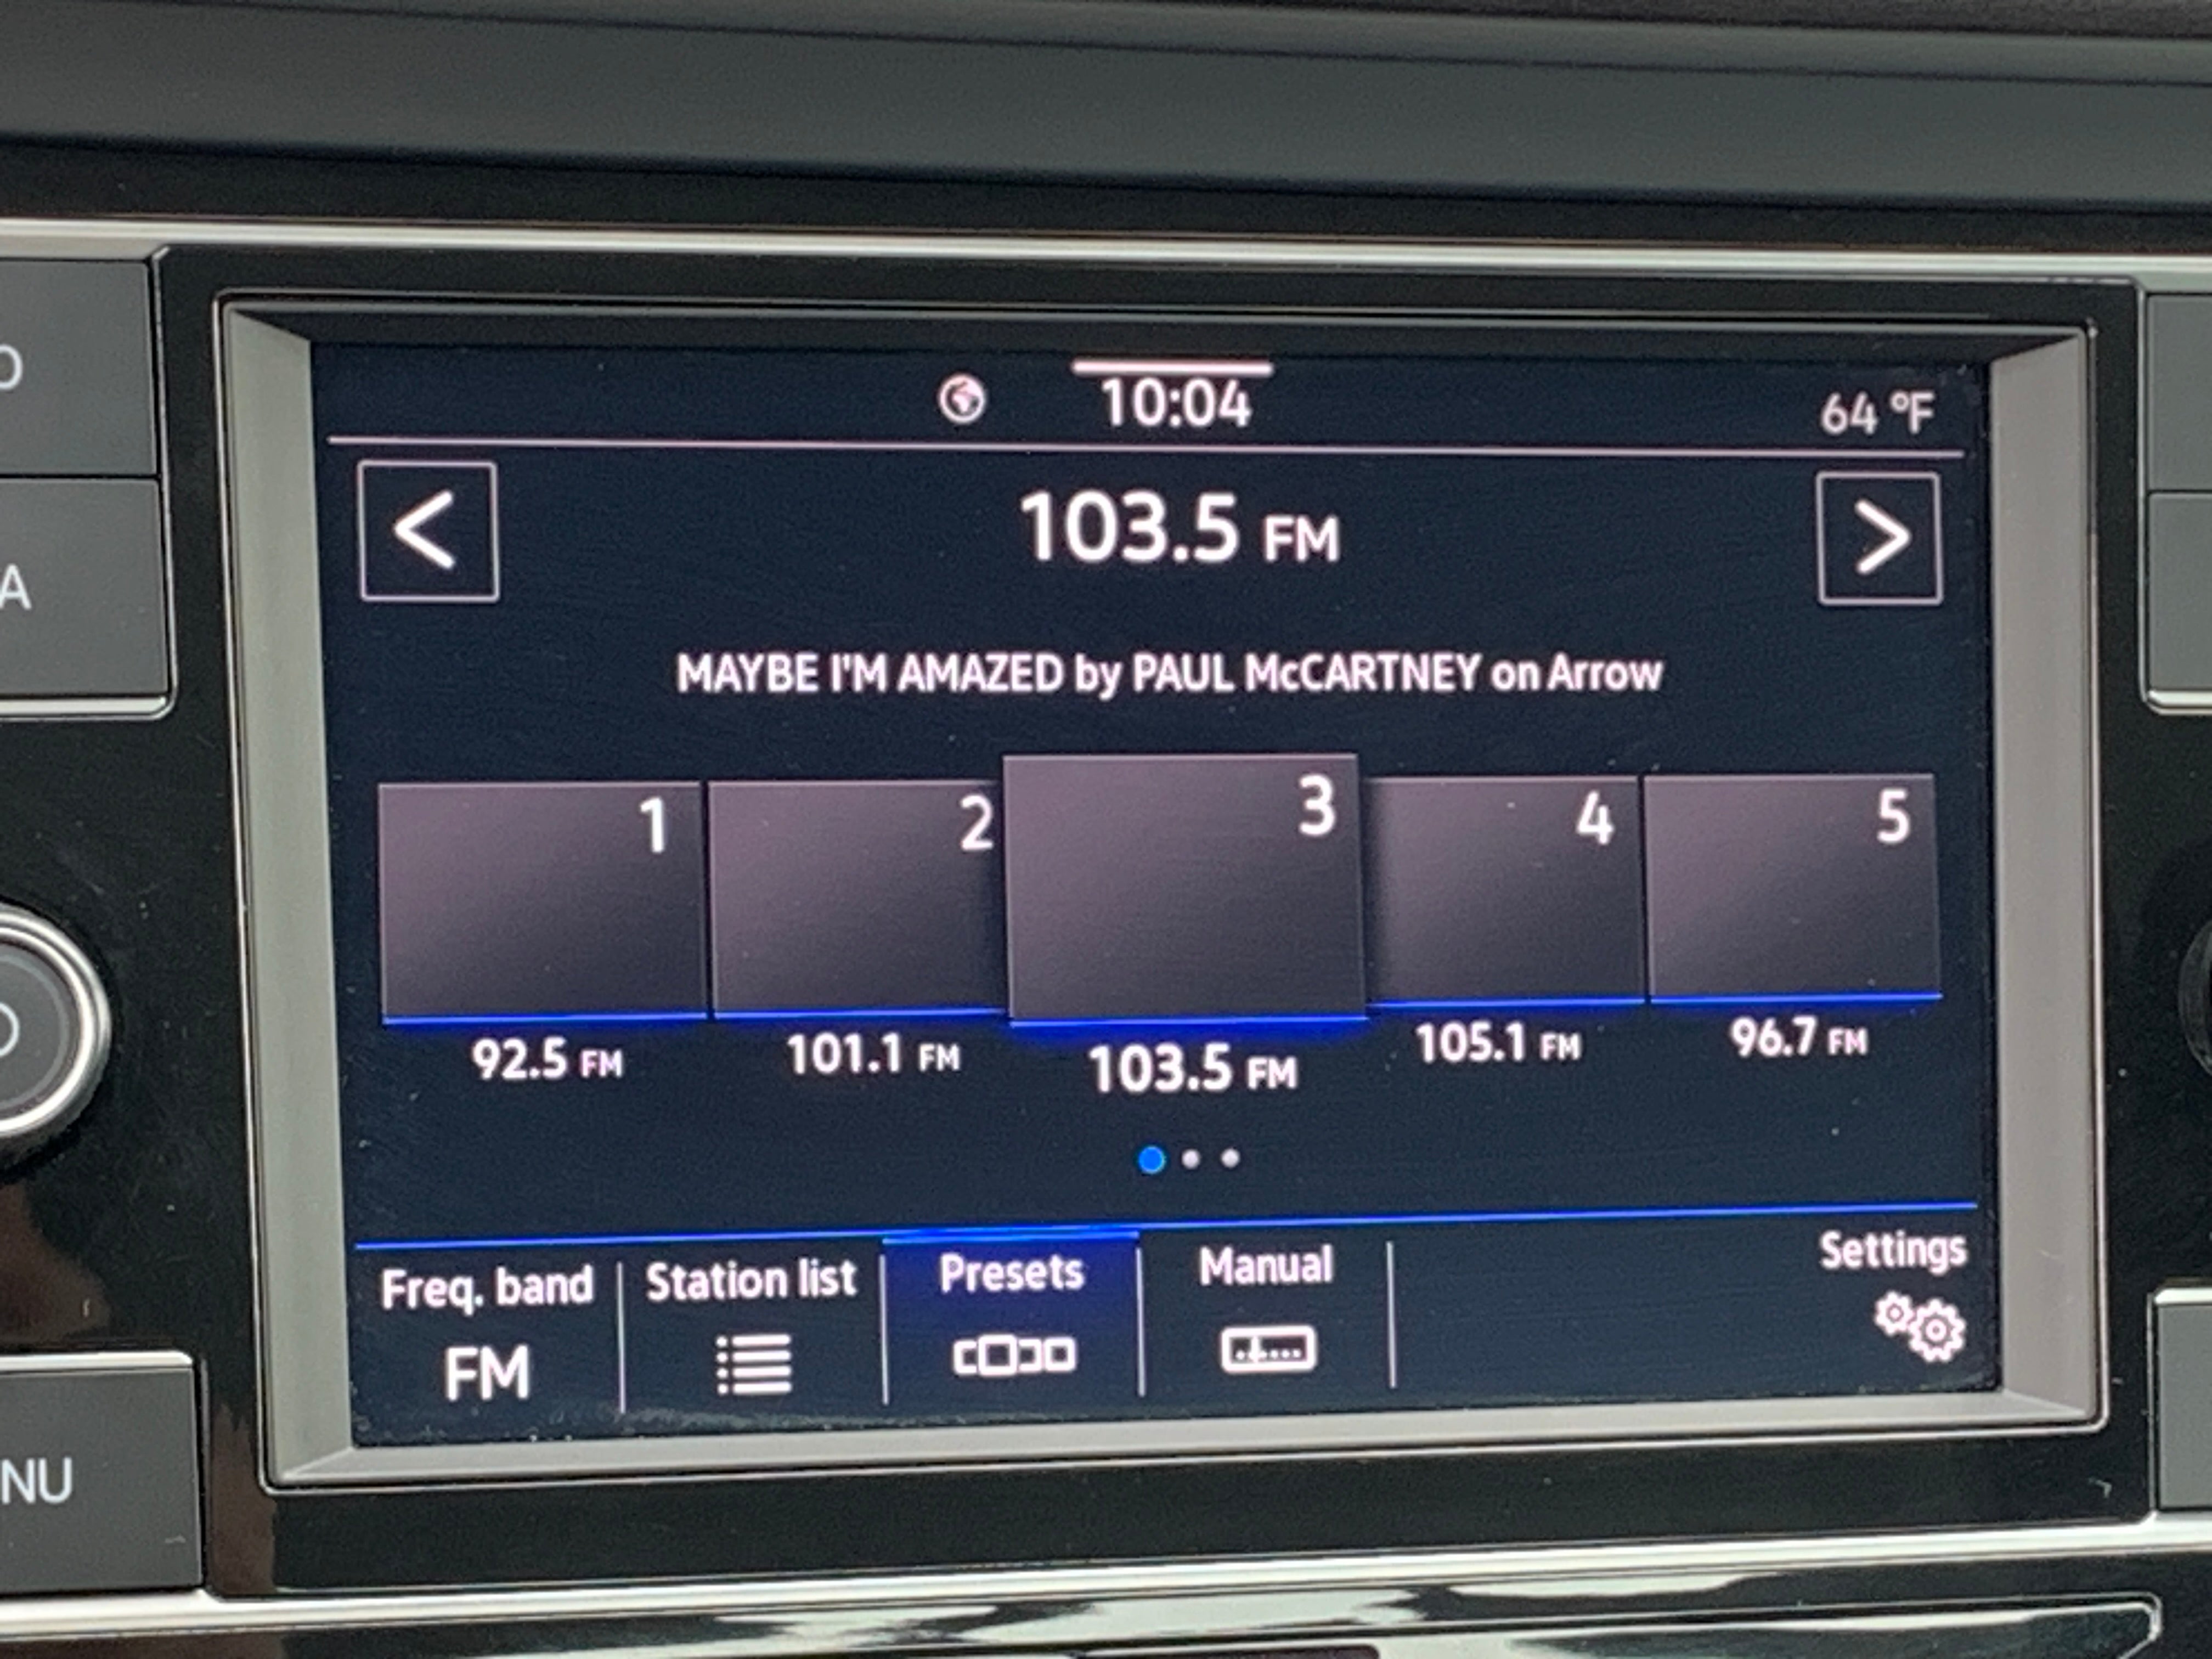 10:04
64 °F
<
103.5 FM
>
MAYBE I'M AMAZED by PAUL McCARTNEY on Arrow
1
2
3
4
5
92.5 FM
101.1 FM
103.5 FM
105.1 FM
96.7 FM
Freq. band
FM
Station list
Presets
Manual
Settings
A
NU